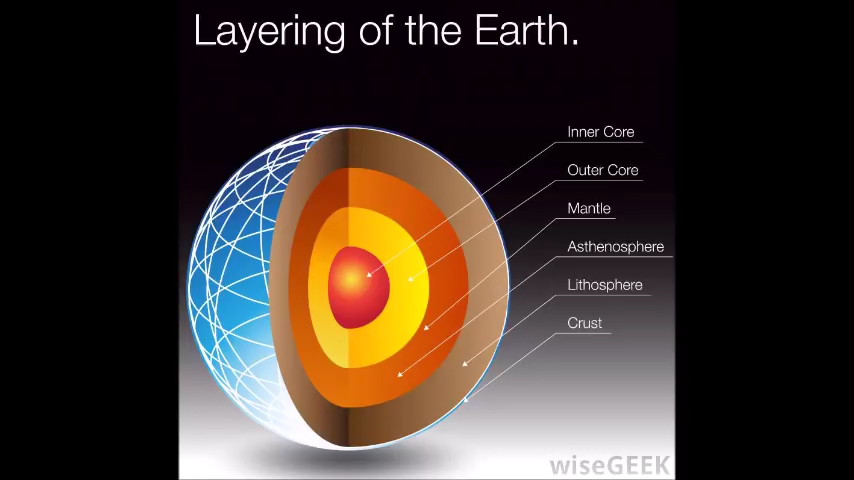 Layering of the Earth.
Inner Core
Outer Core
Mantle
Asthenosphere
Lithosphere
Crust
wiseGEEK